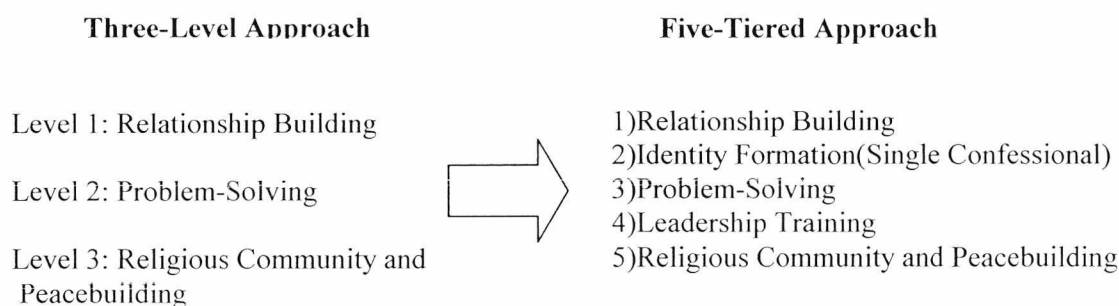 Three-Level Approach
Level 1: Relationship Building
Level 2: Problem-Solving
Level 3: Religious Community and
Peacebuilding
Five-Tiered Approach
1)Relationship Building
2)Identity Formation(Single Confessional)
3)Problem-Solving
4)Leadership Training
5)Religious Community and Peacebuilding